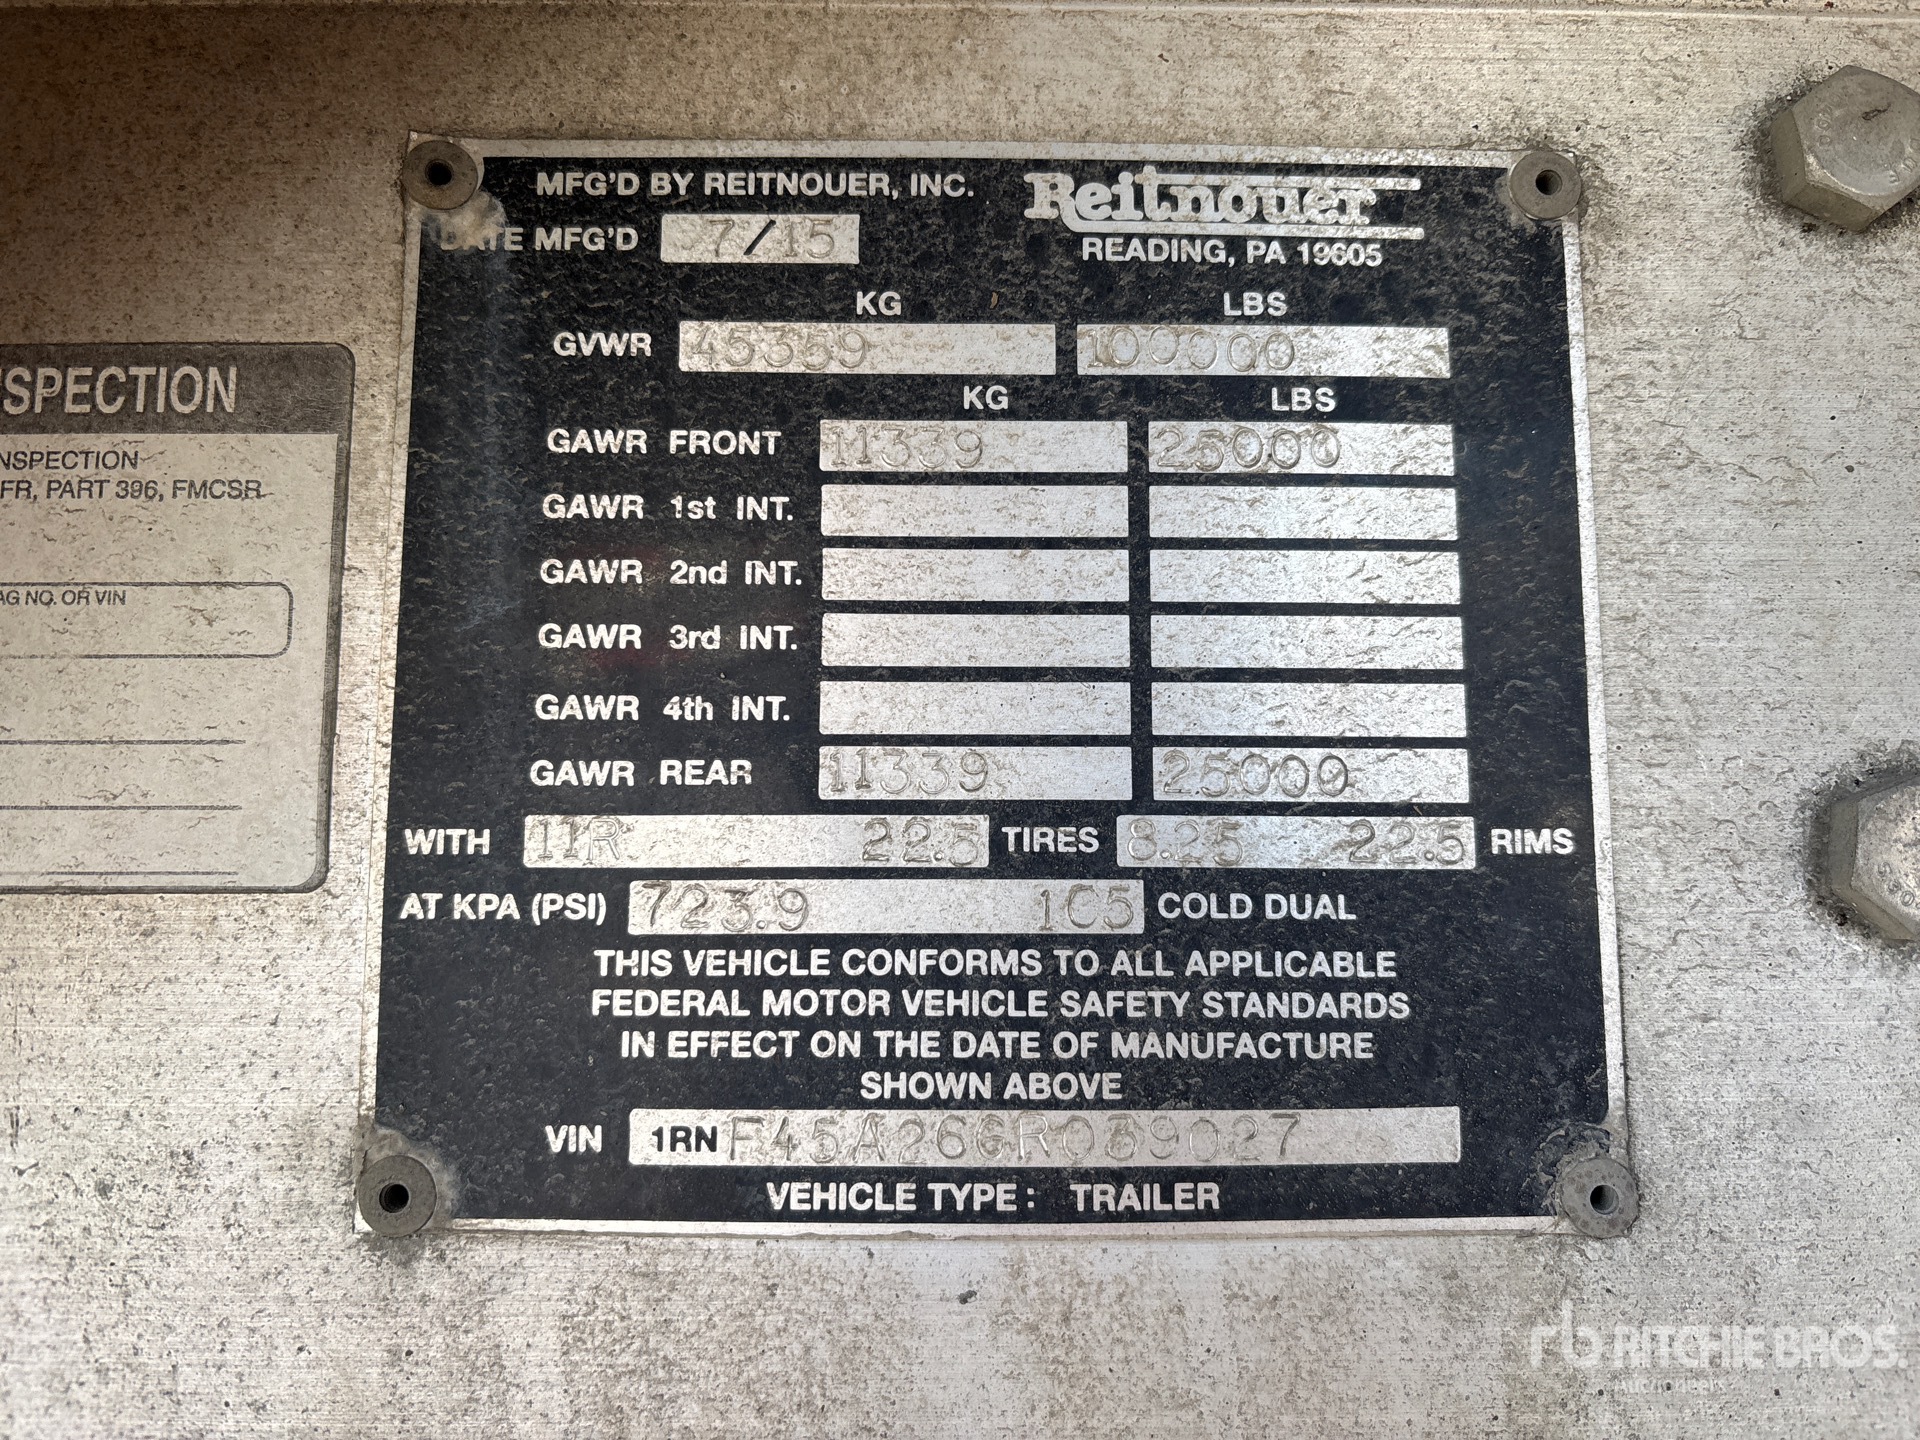 MFG'D BY REITNOUER, INC.
Reitnouer
DATE MFG'D 7/15
READING, PA 19605
KG LBS
GVWR 45359 100000
KG LBS
GAWR FRONT 11339 25000
GAWR 1st INT.
GAWR 2nd INT.
GAWR 3rd INT.
GAWR 4th INT.
GAWR REAR 11339 25000
WITH 11R 22.5 TIRES 8.25 22.5 RIMS
AT KPA (PSI) 723.9 105 COLD DUAL
THIS VEHICLE CONFORMS TO ALL APPLICABLE
FEDERAL MOTOR VEHICLE SAFETY STANDARDS
IN EFFECT ON THE DATE OF MANUFACTURE
SHOWN ABOVE
VIN 1RNF45A26GR039027
VEHICLE TYPE: TRAILER
SPECTION
NSPECTION
FR, PART 396, FMCSR
AG NO. OR VIN
rb RITCHIE BROS.
Auctioneers